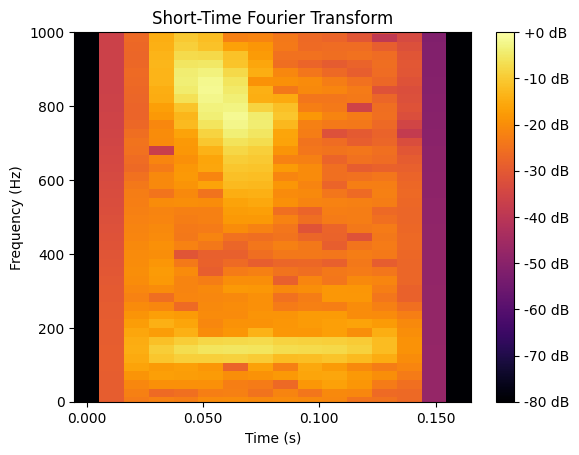 Short-Time Fourier Transform
Frequency (Hz)
1000
800
600
400
200
0
0.000
0.050
0.100
0.150
Time (s)
+0 dB
-10 dB
-20 dB
-30 dB
-40 dB
-50 dB
-60 dB
-70 dB
-80 dB